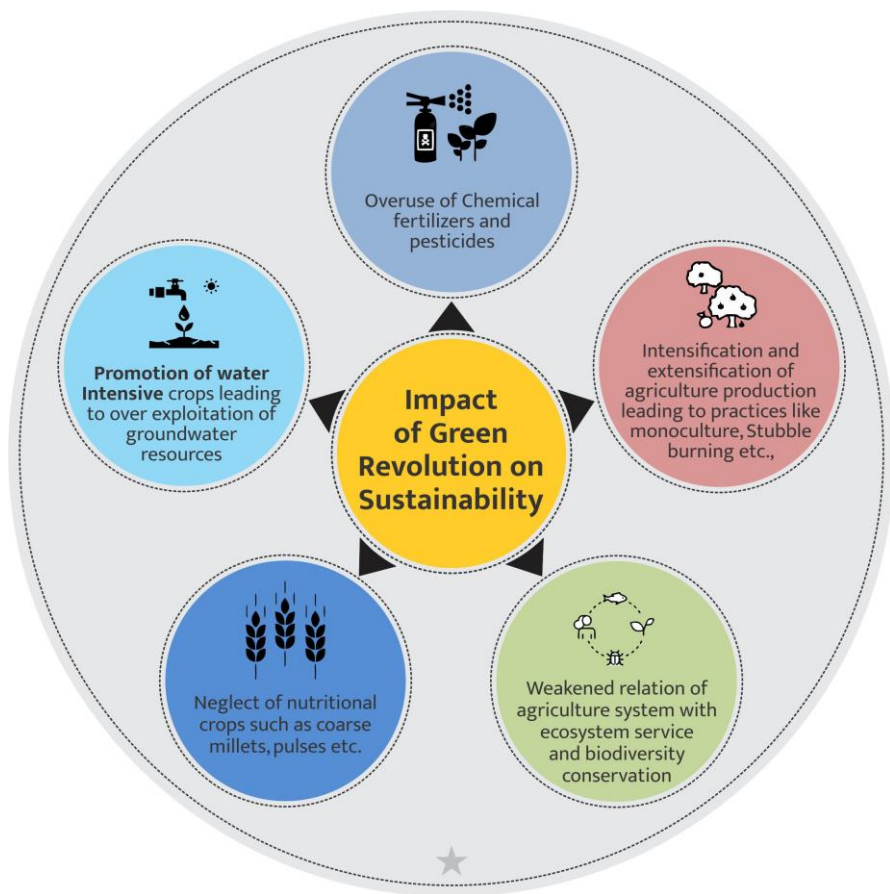 Overuse of Chemical
fertilizers and
pesticides
Promotion of water
Intensive crops leading
to over exploitation of
groundwater
resources
Intensification and
extensification of
agriculture production
leading to practices like
monoculture, Stubble
burning etc.,
Impact
of Green
Revolution on
Sustainability
Neglect of nutritional
crops such as coarse
millets, pulses etc.
Weakened relation of
agriculture system with
ecosystem service
and biodiversity
conservation